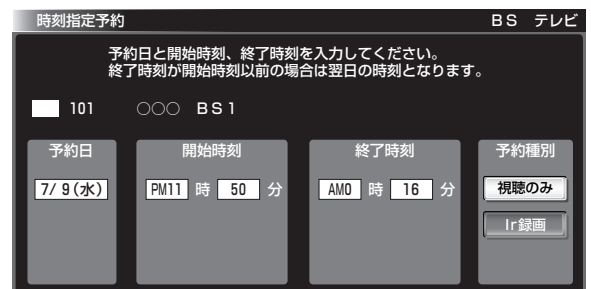 時刻指定予約 BS テレビ
予約日と開始時刻、終了時刻を入力してください。
終了時刻が開始時刻以前の場合は翌日の時刻となります。
101 ○○○ BS1
予約日 開始時刻 終了時刻 予約種別
7/ 9(水) PM11 時 50 分 AM0 時 16 分 視聴のみ
Ir録画